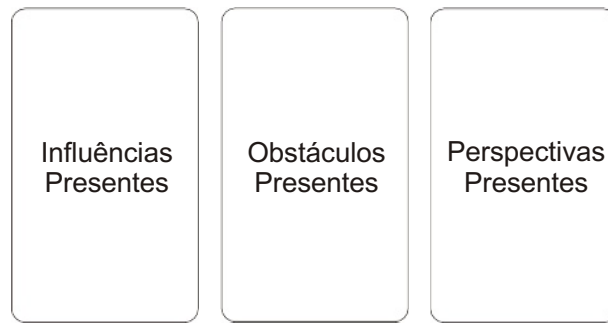 Influências
Presentes
Obstáculos
Presentes
Perspectivas
Presentes